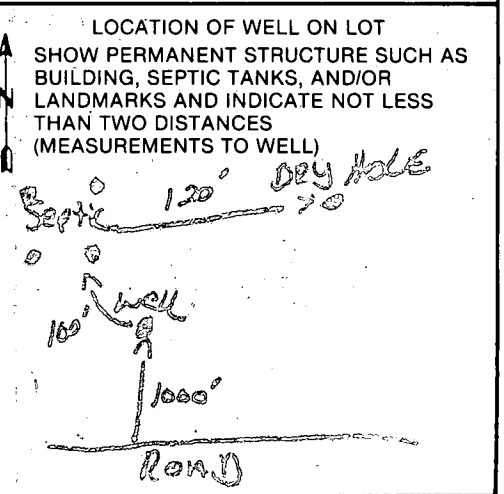 LOCATION OF WELL ON LOT
SHOW PERMANENT STRUCTURE SUCH AS
BUILDING, SEPTIC TANKS, AND/OR
LANDMARKS AND INDICATE NOT LESS
THAN TWO DISTANCES
(MEASUREMENTS TO WELL)
N
120' DRY HOLE
Septic
well
100'
1000'
ROAD